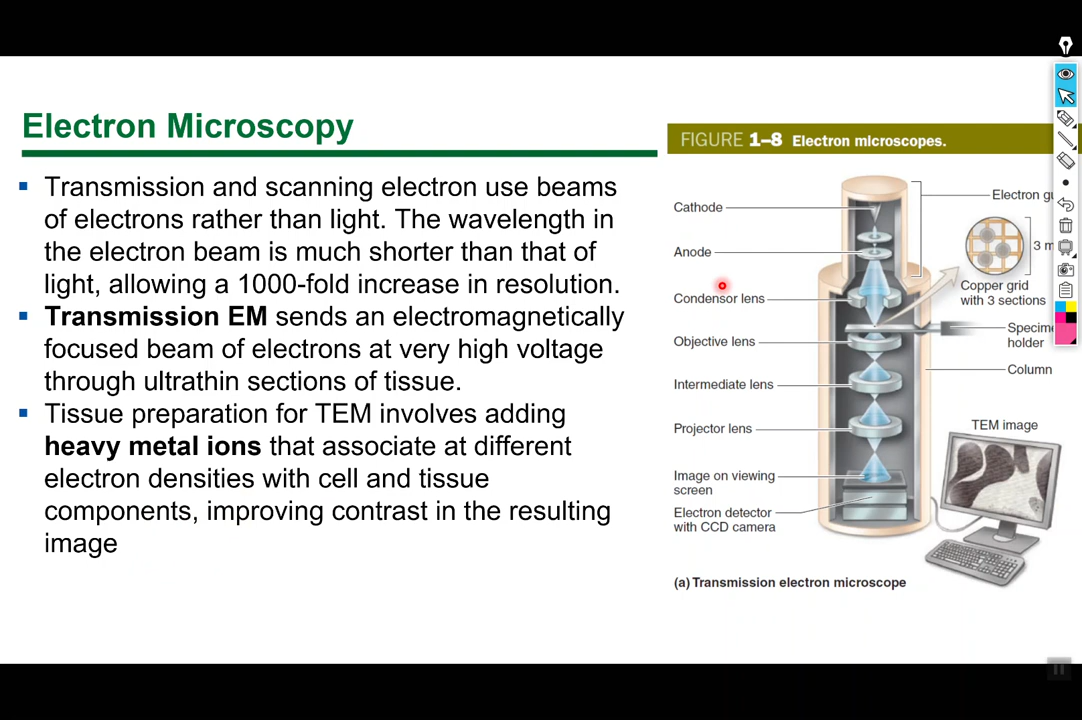 Electron Microscopy
Transmission and scanning electron use beams
of electrons rather than light. The wavelength in
the electron beam is much shorter than that of
light, allowing a 1000-fold increase in resolution.
Transmission EM sends an electromagnetically
focused beam of electrons at very high voltage
through ultrathin sections of tissue.
Tissue preparation for TEM involves adding
heavy metal ions that associate at different
electron densities with cell and tissue
components, improving contrast in the resulting
image
FIGURE 1–8 Electron microscopes.
Cathode
Anode
Condensor lens
Objective lens
Intermediate lens
Projector lens
Image on viewing
screen
Electron detector
with CCD camera
Electron
3
Copper grid
with 3 sections
holder
Column
TEM image
(a) Transmission electron microscope